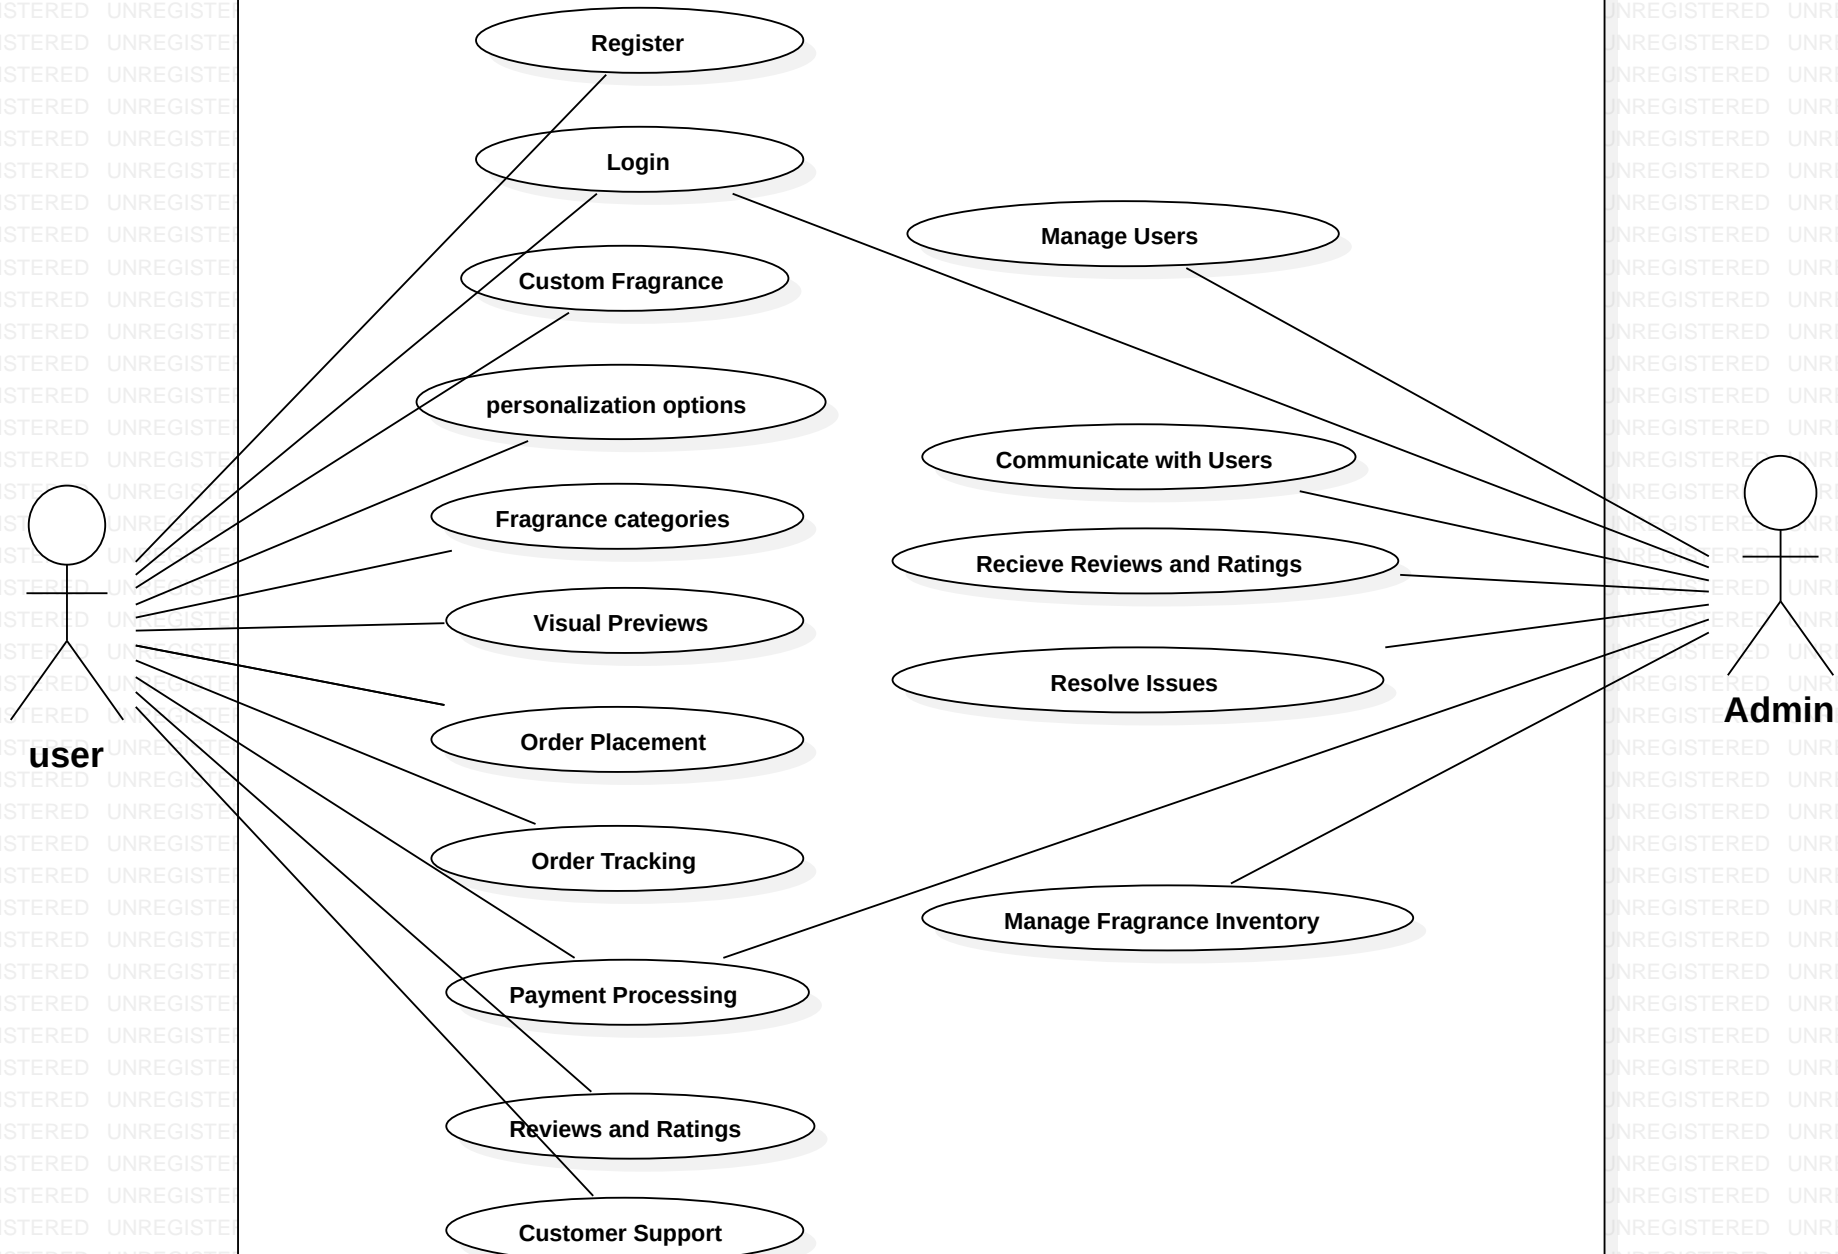 Register
Login
Manage Users
Custom Fragrance
personalization options
Communicate with Users
Fragrance categories
Recieve Reviews and Ratings
Visual Previews
Resolve Issues
Admin
Order Placement
user
Order Tracking
Manage Fragrance Inventory
Payment Processing
Reviews and Ratings
Customer Support
UNREGISTERED